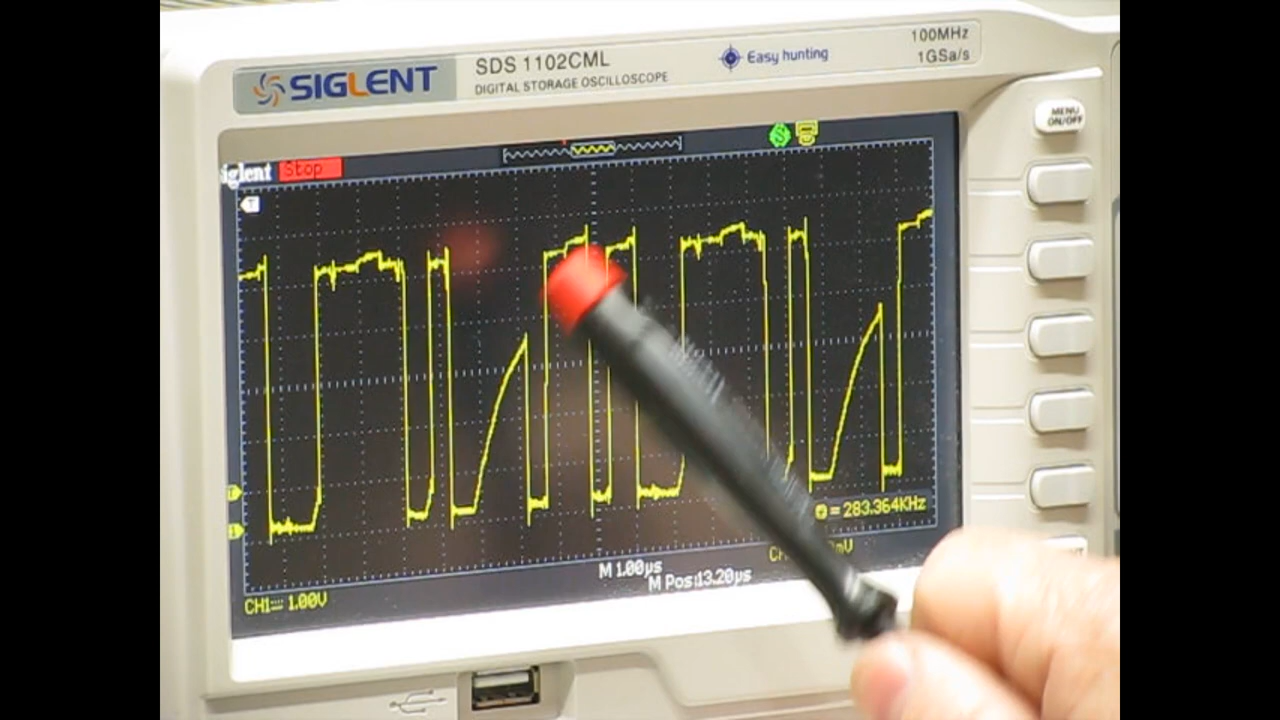 SIGLENT
SDS 1102CML
DIGITAL STORAGE OSCILLOSCOPE
Easy hunting
100MHz
1GSa/s
MENU
ON/OFF
iglent Stop
T
= 283.364KHz
M 1.00µs
M Pos:13.20µs
CH1 1.00V